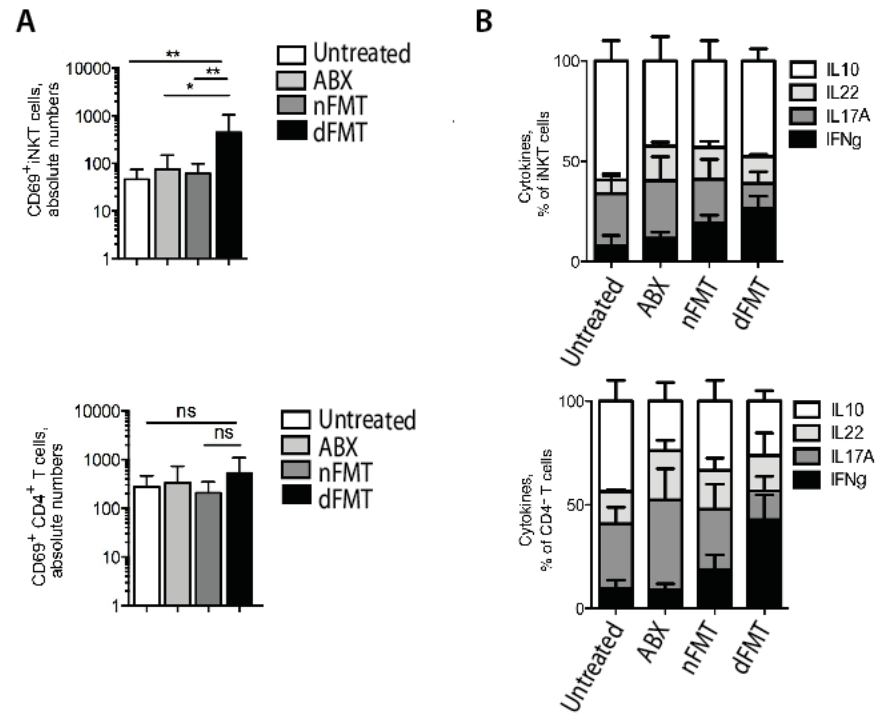 A
**
**
*
CD69+iNKT cells,
absolute numbers
10000
1000
100
10
1
Untreated
ABX
nFMT
dFMT
B
Cytokines,
% of iNKT cells
100
50
0
Untreated
ABX
nFMT
dFMT
IL10
IL22
IL17A
IFNg
ns
ns
CD69+ CD4+ T cells,
absolute numbers
10000
1000
100
10
1
Untreated
ABX
nFMT
dFMT
Cytokines,
% of CD4- T cells
100
50
0
Untreated
ABX
nFMT
dFMT
IL10
IL22
IL17A
IFNg